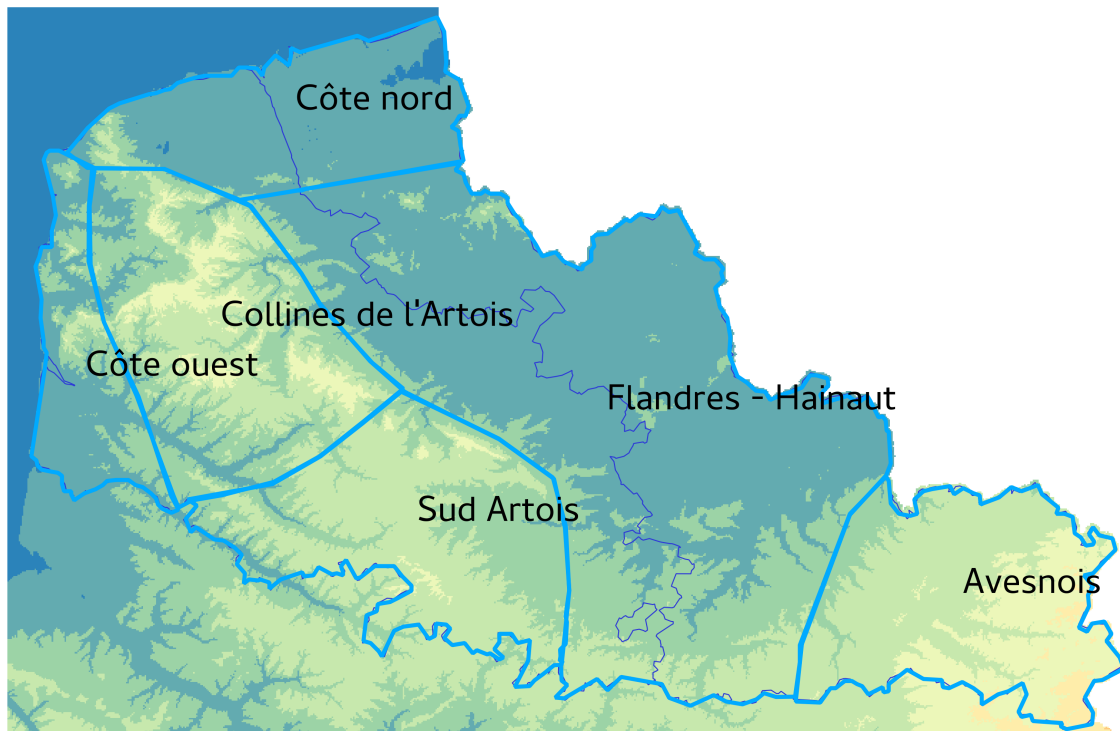 Côte nord
Collines de l'Artois
Côte ouest
Flandres - Hainaut
Sud Artois
Avesnois